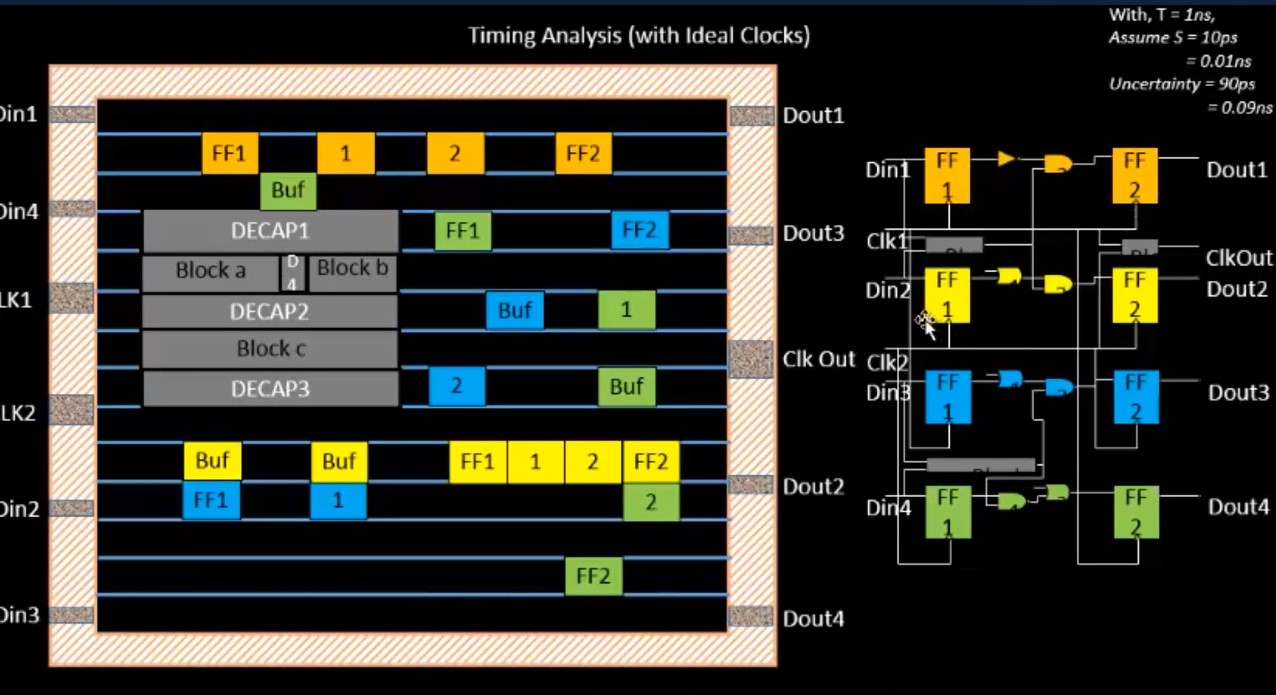 Timing Analysis (with Ideal Clocks)
With, T = 1ns,
Assume S = 10ps
= 0.01ns
Uncertainty = 90ps
= 0.09ns
Din1
Dout1
FF1 1 2 FF2
Buf
Din4
DECAP1 FF1 FF2
Dout3
Block a D4 Block b
LK1
DECAP2 Buf 1
Block c
Clk Out
DECAP3 2 Buf
LK2
Buf Buf FF1 1 2 FF2
Dout2
Din2
FF1 1 2
FF2
Din3
Dout4
Din1 FF 1 FF 2 Dout1
Clk1 ClkOut
Din2 FF 1 FF 2 Dout2
Clk2
Din3 FF 1 FF 2 Dout3
Din4 FF 1 FF 2 Dout4